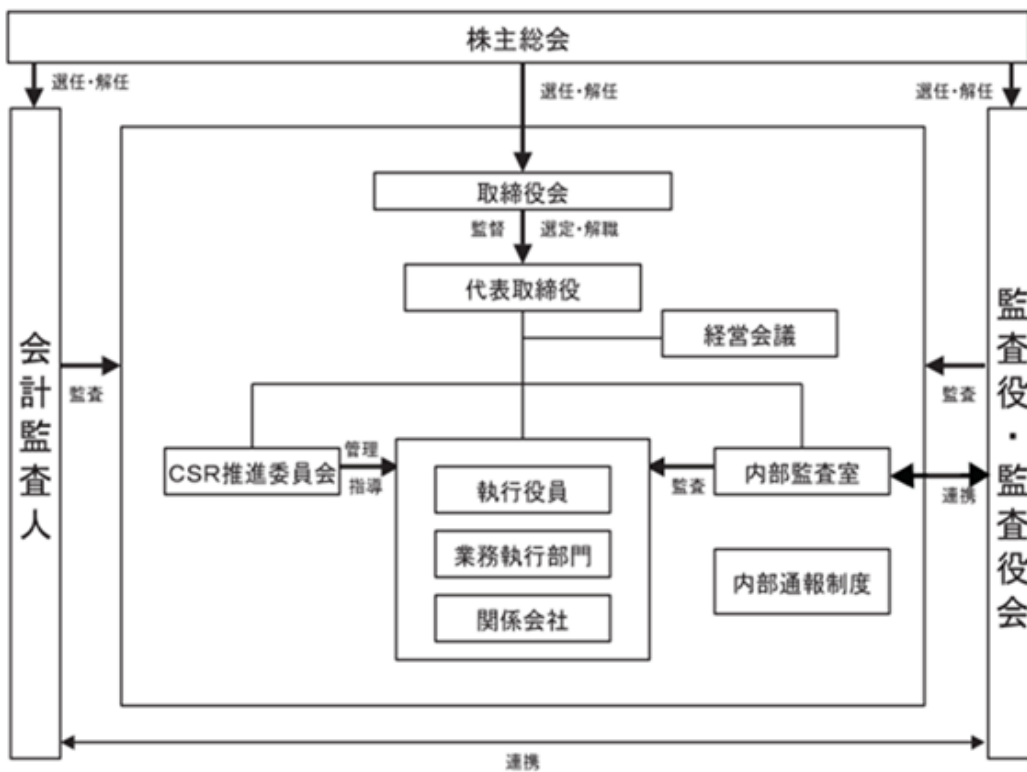 株主総会
選任・解任
選任・解任
選任・解任
取締役会
監督
選定・解職
代表取締役
経営会議
会計監査人
監査
監査役・監査役会
監査
CSR推進委員会
管理
指導
執行役員
業務執行部門
関係会社
監査
内部監査室
連携
内部通報制度
連携